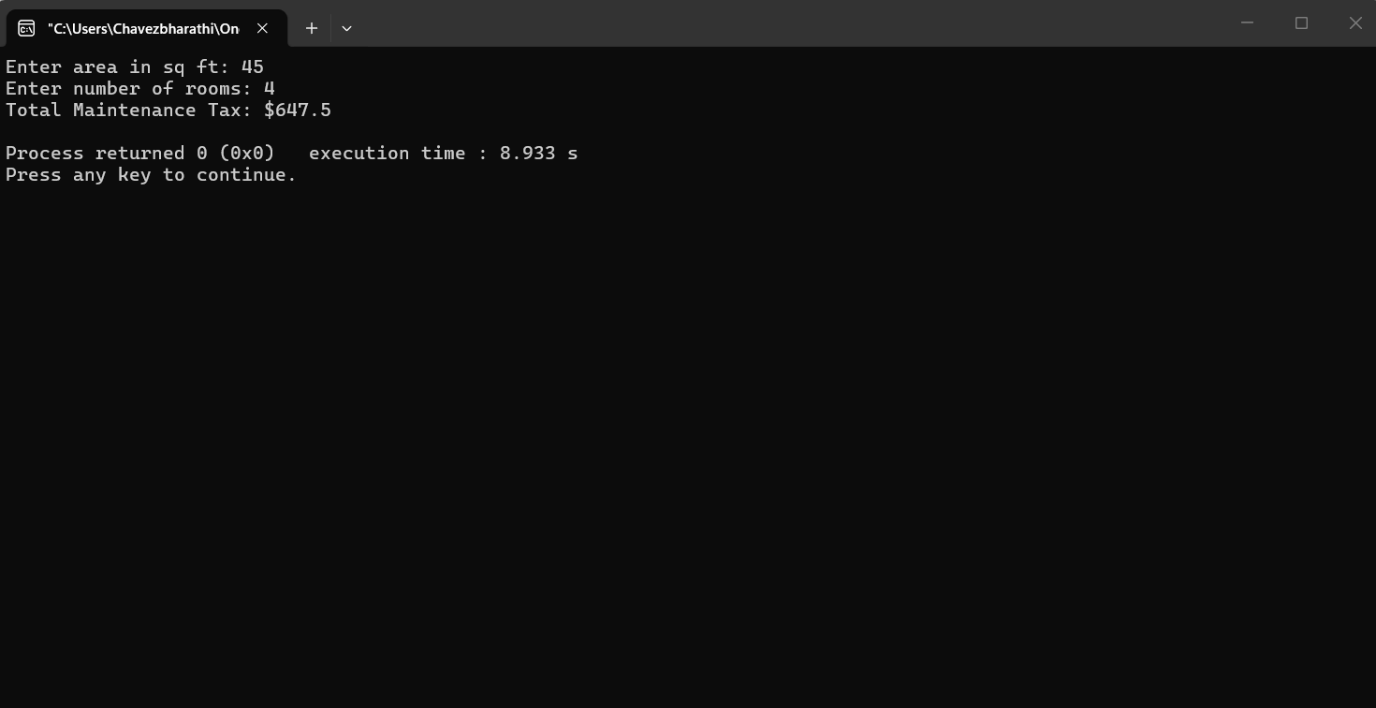 "C:\Users\Chavezbharathi\On
Enter area in sq ft: 45
Enter number of rooms: 4
Total Maintenance Tax: $647.5
Process returned 0 (0x0)   execution time : 8.933 s
Press any key to continue.